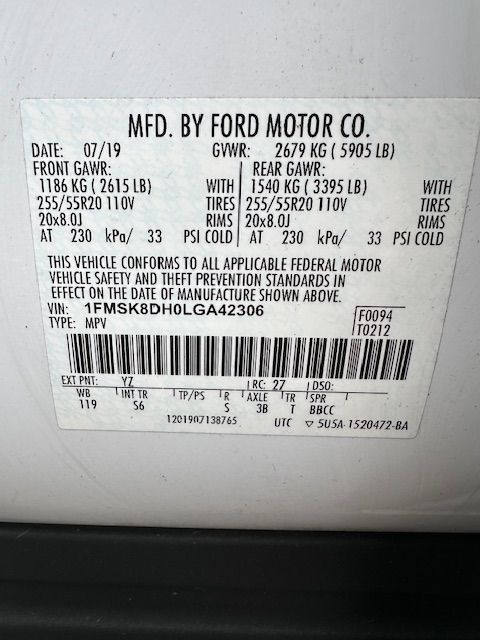 MFD. BY FORD MOTOR CO.
DATE: 07/19 GVWR: 2679 KG ( 5905 LB)
FRONT GAWR: REAR GAWR:
1186 KG ( 2615 LB) WITH 1540 KG ( 3395 LB) WITH
255/55R20 110V TIRES 255/55R20 110V TIRES
20x8.0J RIMS 20x8.0J RIMS
AT 230 kPa/ 33 PSI COLD AT 230 kPa/ 33 PSI COLD
THIS VEHICLE CONFORMS TO ALL APPLICABLE FEDERAL MOTOR
VEHICLE SAFETY AND THEFT PREVENTION STANDARDS IN
EFFECT ON THE DATE OF MANUFACTURE SHOWN ABOVE.
VIN: 1FMSK8DH0LGA42306 F0094
TYPE: MPV T0212
EXT PNT: YZ RC: 27 DSO:
WB INT TR TP/PS R AXLE TR SPR
119 S6 S 3B T BBCC
1201907138765 UTC ▽ 5U5A-1520472-BA